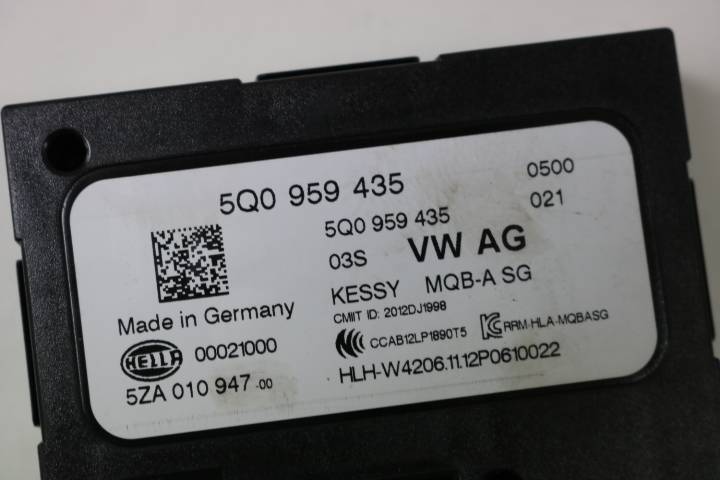 5Q0 959 435
0500
5Q0 959 435
021
03S VW AG
KESSY MQB-A SG
Made in Germany
CMIIT ID: 2012DJ1998
HELLA 00021000
CCAB12LP1890T5
RRM-HLA-MQBASG
5ZA 010 947 .00
HLH-W4206.11.12P0610022